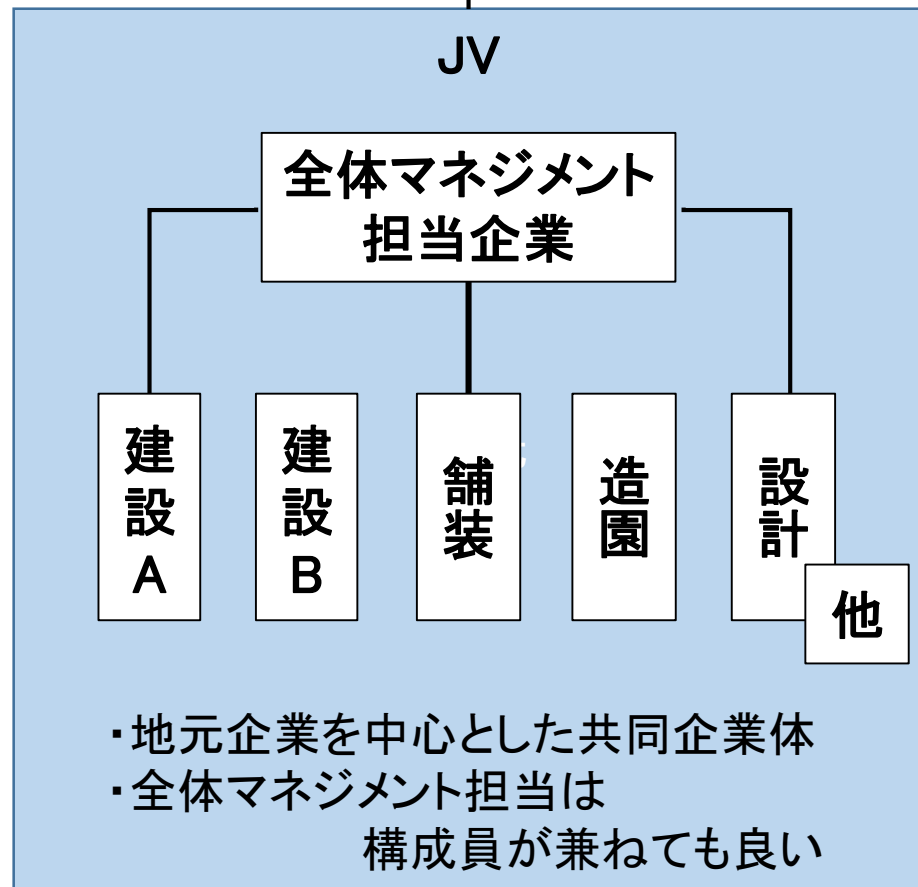 JV
全体マネジメント
担当企業
建設A
建設B
舗装
造園
設計
他
・地元企業を中心とした共同企業体
・全体マネジメント担当は
構成員が兼ねても良い